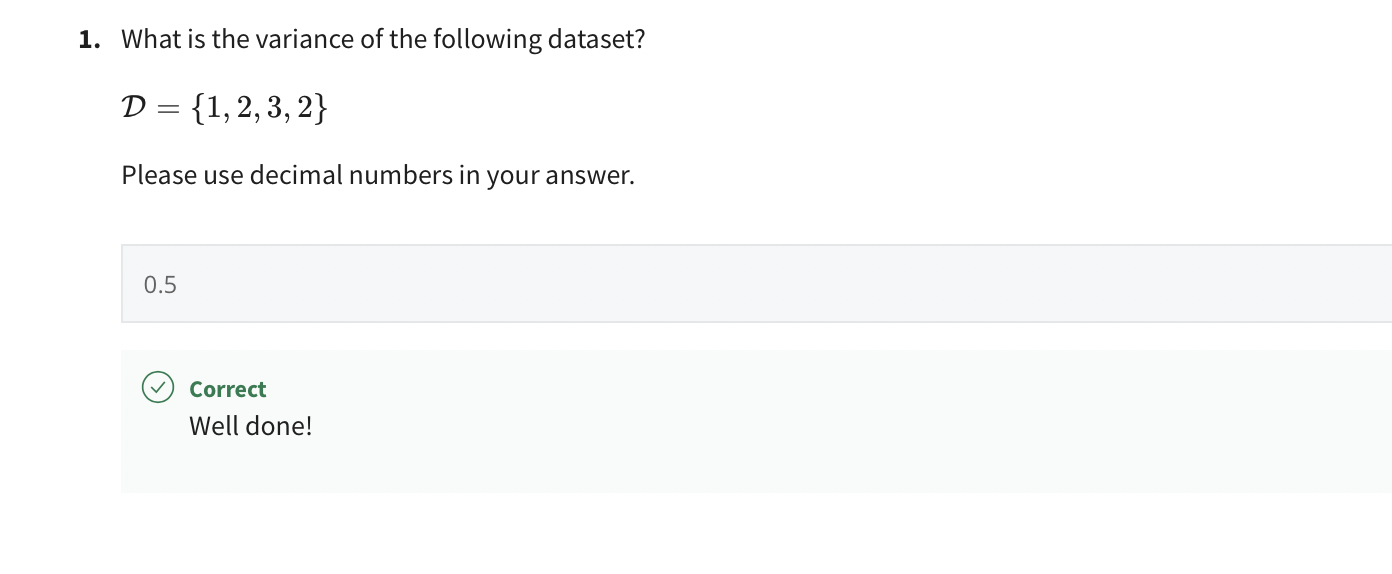 1. What is the variance of the following dataset?
𝒟 = {1, 2, 3, 2}
Please use decimal numbers in your answer.
0.5
Correct
Well done!